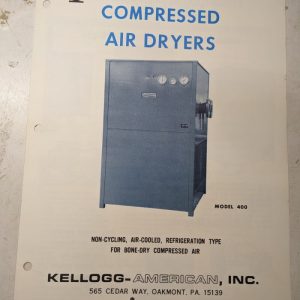 COMPRESSED
AIR DRYERS
MODEL 400
NON-CYCLING, AIR-COOLED, REFRIGERATION TYPE
FOR BONE-DRY COMPRESSED AIR
KELLOGG-AMERICAN, INC.
565 CEDAR WAY, OAKMONT, PA. 15139